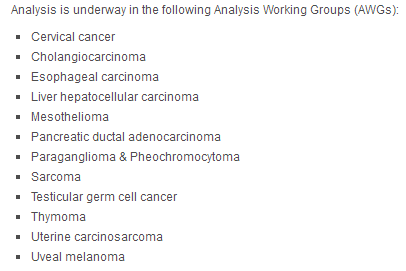 Analysis is underway in the following Analysis Working Groups (AWGs):
Cervical cancer
Cholangiocarcinoma
Esophageal carcinoma
Liver hepatocellular carcinoma
Mesothelioma
Pancreatic ductal adenocarcinoma
Paraganglioma & Pheochromocytoma
Sarcoma
Testicular germ cell cancer
Thymoma
Uterine carcinosarcoma
Uveal melanoma